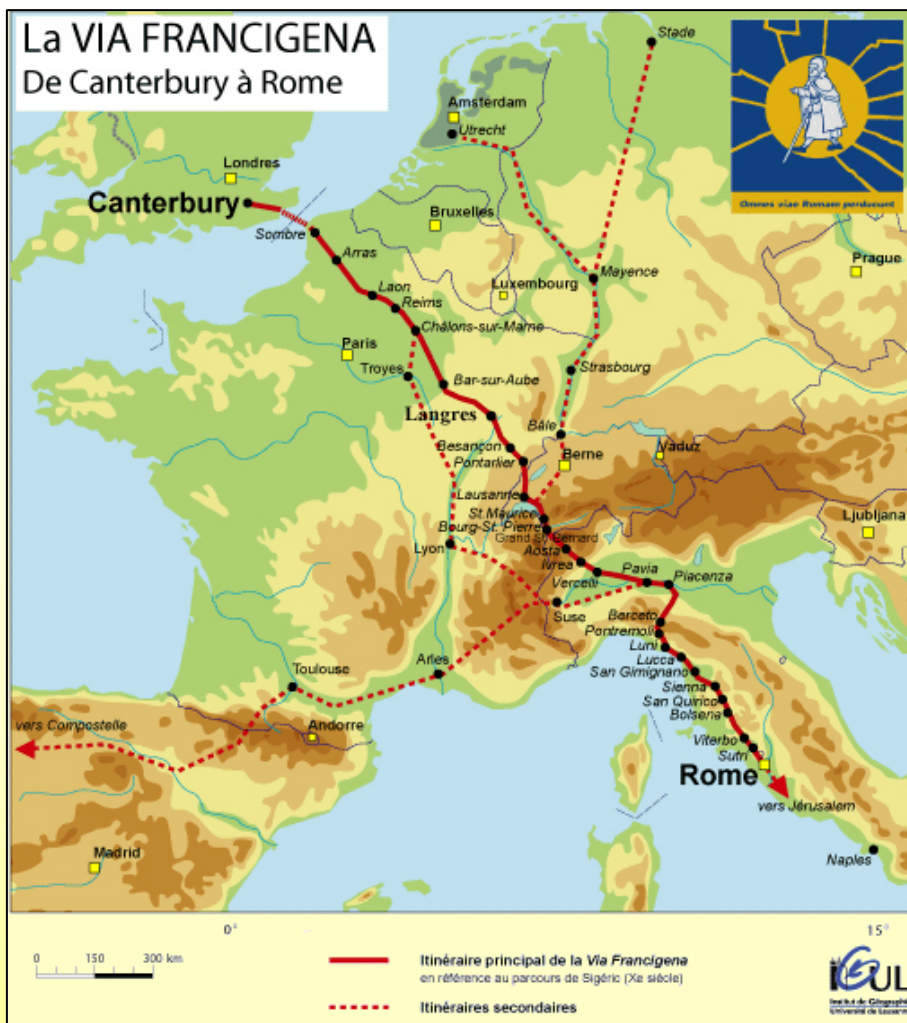 La VIA FRANCIGENA
De Canterbury à Rome
Stade
Amsterdam
Utrecht
Omnes viae Romam perducunt
Londres
Canterbury
Bruxelles
Sombre
Arras
Mayence
Prague
Luxembourg
Laon
Reims
Châlons-sur-Marne
Paris
Troyes
Strasbourg
Bar-sur-Aube
Langres
Bâle
Besançon
Berne
Vaduz
Pontarlier
Lausanne
St Maurice
Bourg-St. Pierre
Grand St Bernard
Ljubljana
Lyon
Aosta
Ivrea
Vercelli
Pavia
Piacenza
Suse
Berceto
Pontremoli
Luni
Lucca
Arles
San Gimignano
Toulouse
Sienna
San Quirico
Bolsena
vers Compostelle
Andorre
Viterbo
Sutri
Rome
vers Jérusalem
Madrid
Naples
0°
15°
0 150 300 km
Itinéraire principal de la Via Francigena
en référence au parcours de Sigéric (Xe siècle)
Itinéraires secondaires
IGUL
Institut de Géographie
Université de Lausanne